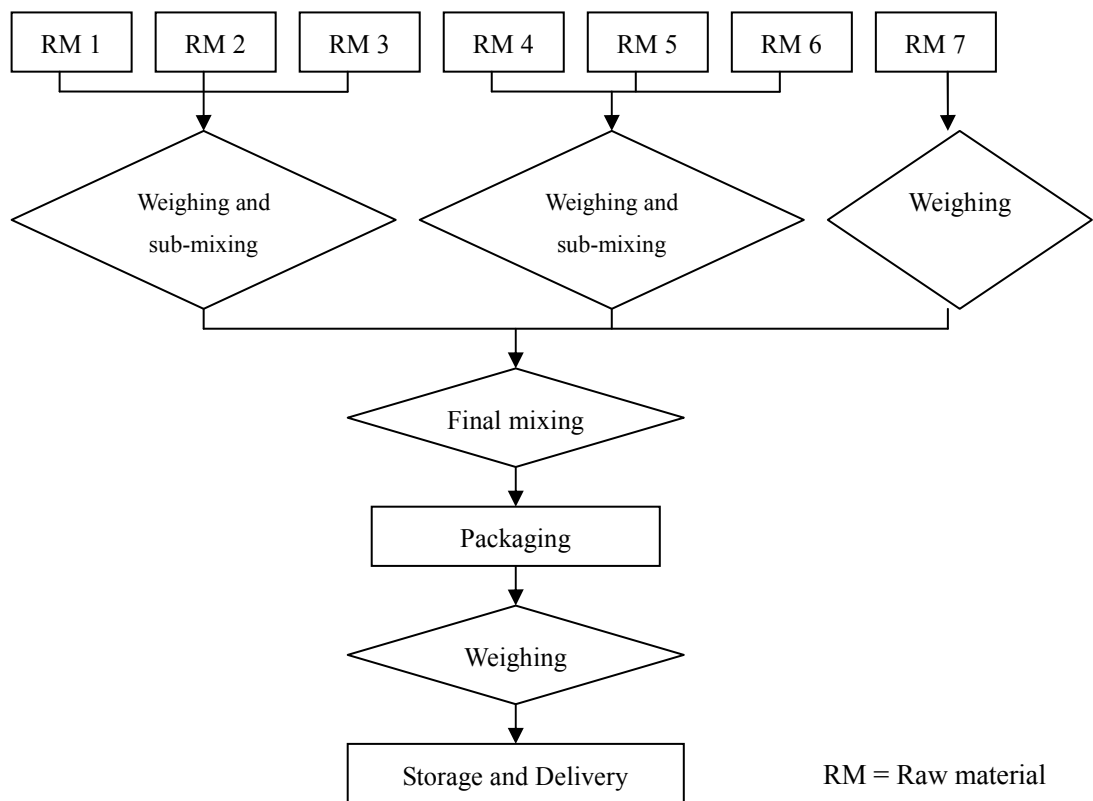 RM 1
RM 2
RM 3
RM 4
RM 5
RM 6
RM 7
Weighing and
sub-mixing
Weighing and
sub-mixing
Weighing
Final mixing
Packaging
Weighing
Storage and Delivery
RM = Raw material